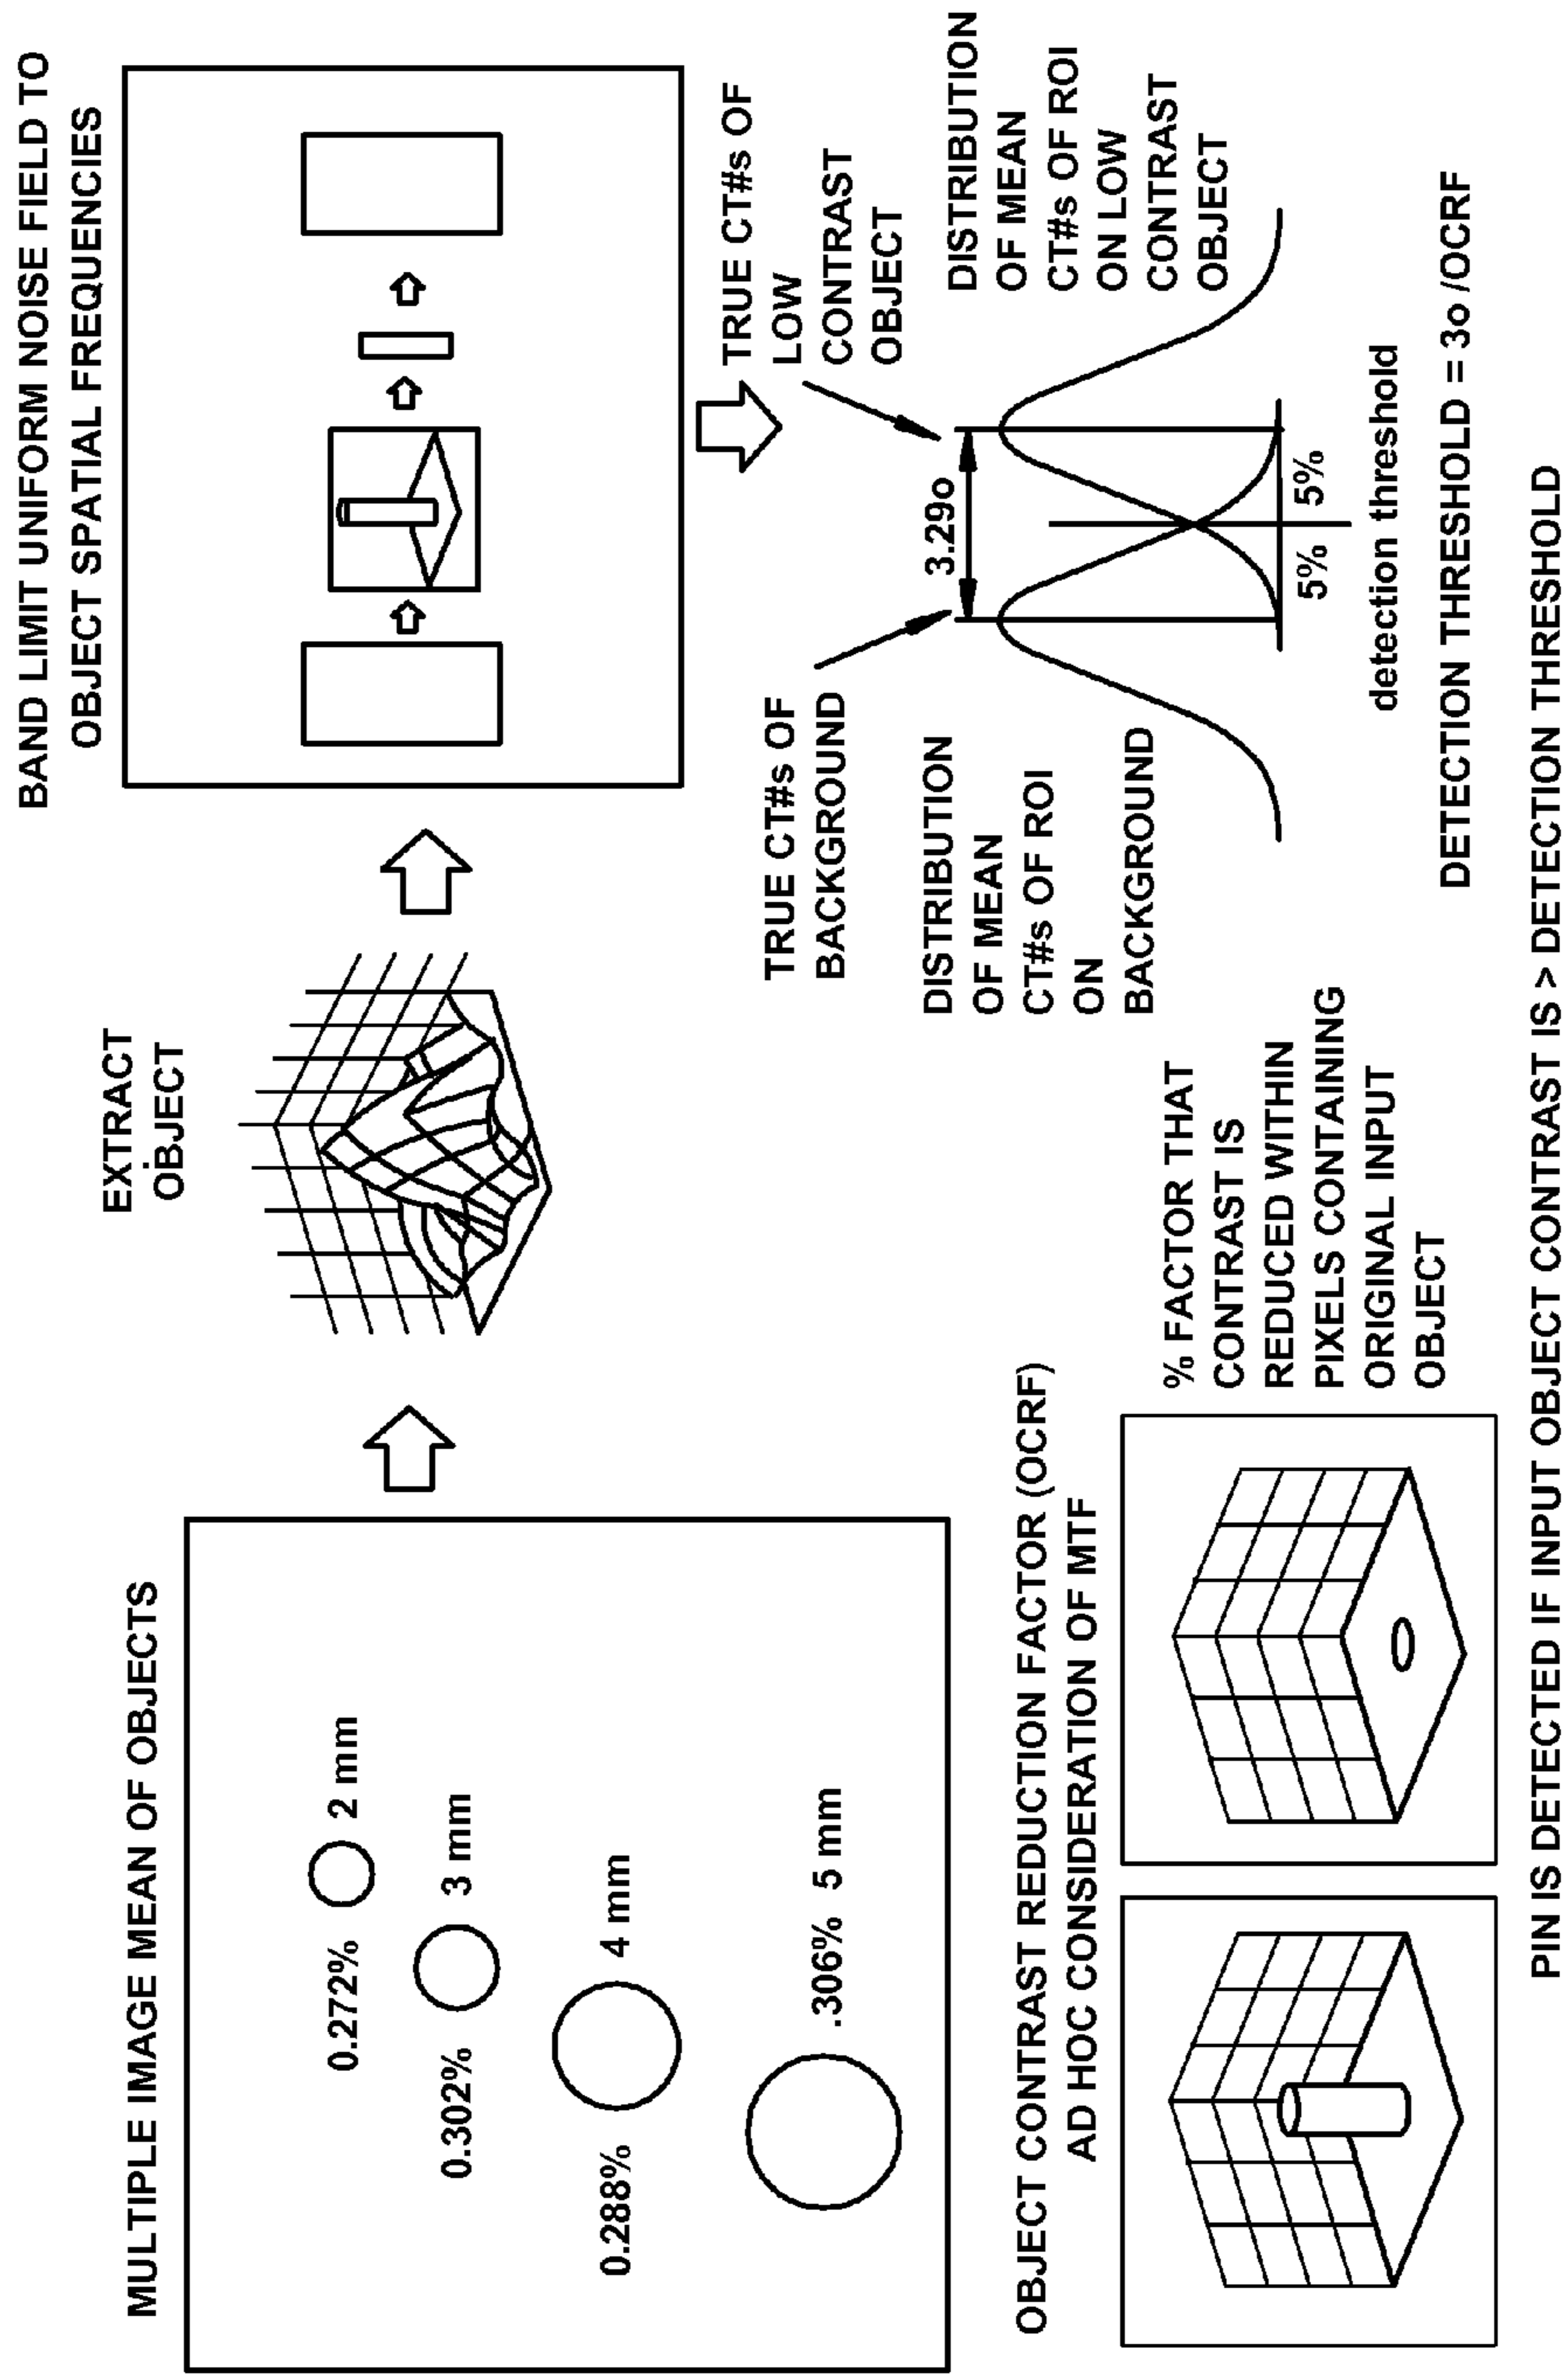 MULTIPLE IMAGE MEAN OF OBJECTS
0.272% 2 mm
0.302% 3 mm
0.288% 4 mm
.306% 5 mm
EXTRACT
OBJECT
BAND LIMIT UNIFORM NOISE FIELD TO
OBJECT SPATIAL FREQUENCIES
OBJECT CONTRAST REDUCTION FACTOR (OCRF)
AD HOC CONSIDERATION OF MTF
% FACTOR THAT
CONTRAST IS
REDUCED WITHIN
PIXELS CONTAINING
ORIGINAL INPUT
OBJECT
TRUE CT#s OF
BACKGROUND
TRUE CT#s OF
LOW
CONTRAST
OBJECT
DISTRIBUTION
OF MEAN
CT#s OF ROI
ON
BACKGROUND
3.29o
DISTRIBUTION
OF MEAN
CT#s OF ROI
ON LOW
CONTRAST
OBJECT
5% 5%
detection threshold
DETECTION THRESHOLD = 3o /OCRF
PIN IS DETECTED IF INPUT OBJECT CONTRAST IS > DETECTION THRESHOLD